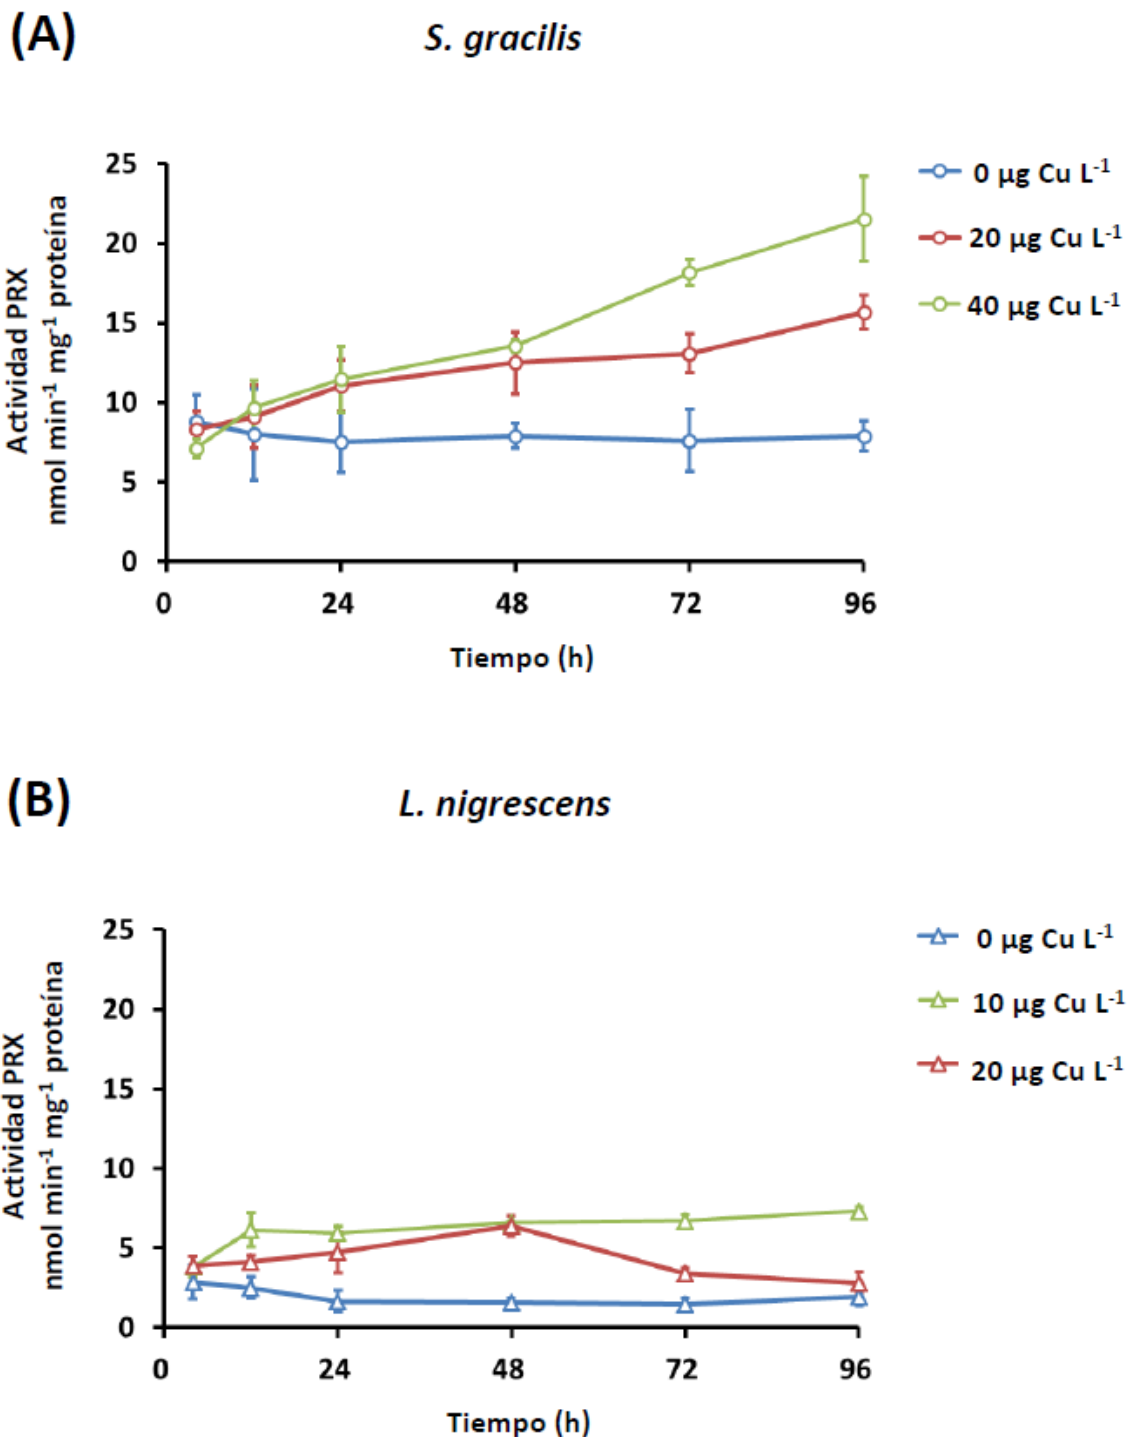 (A)
S. gracilis
25
20
15
10
5
0
Actividad PRX
nmol min⁻¹ mg⁻¹ proteína
0 24 48 72 96
Tiempo (h)
0 µg Cu L⁻¹
20 µg Cu L⁻¹
40 µg Cu L⁻¹
(B)
L. nigrescens
25
20
15
10
5
0
Actividad PRX
nmol min⁻¹ mg⁻¹ proteína
0 24 48 72 96
Tiempo (h)
0 µg Cu L⁻¹
10 µg Cu L⁻¹
20 µg Cu L⁻¹